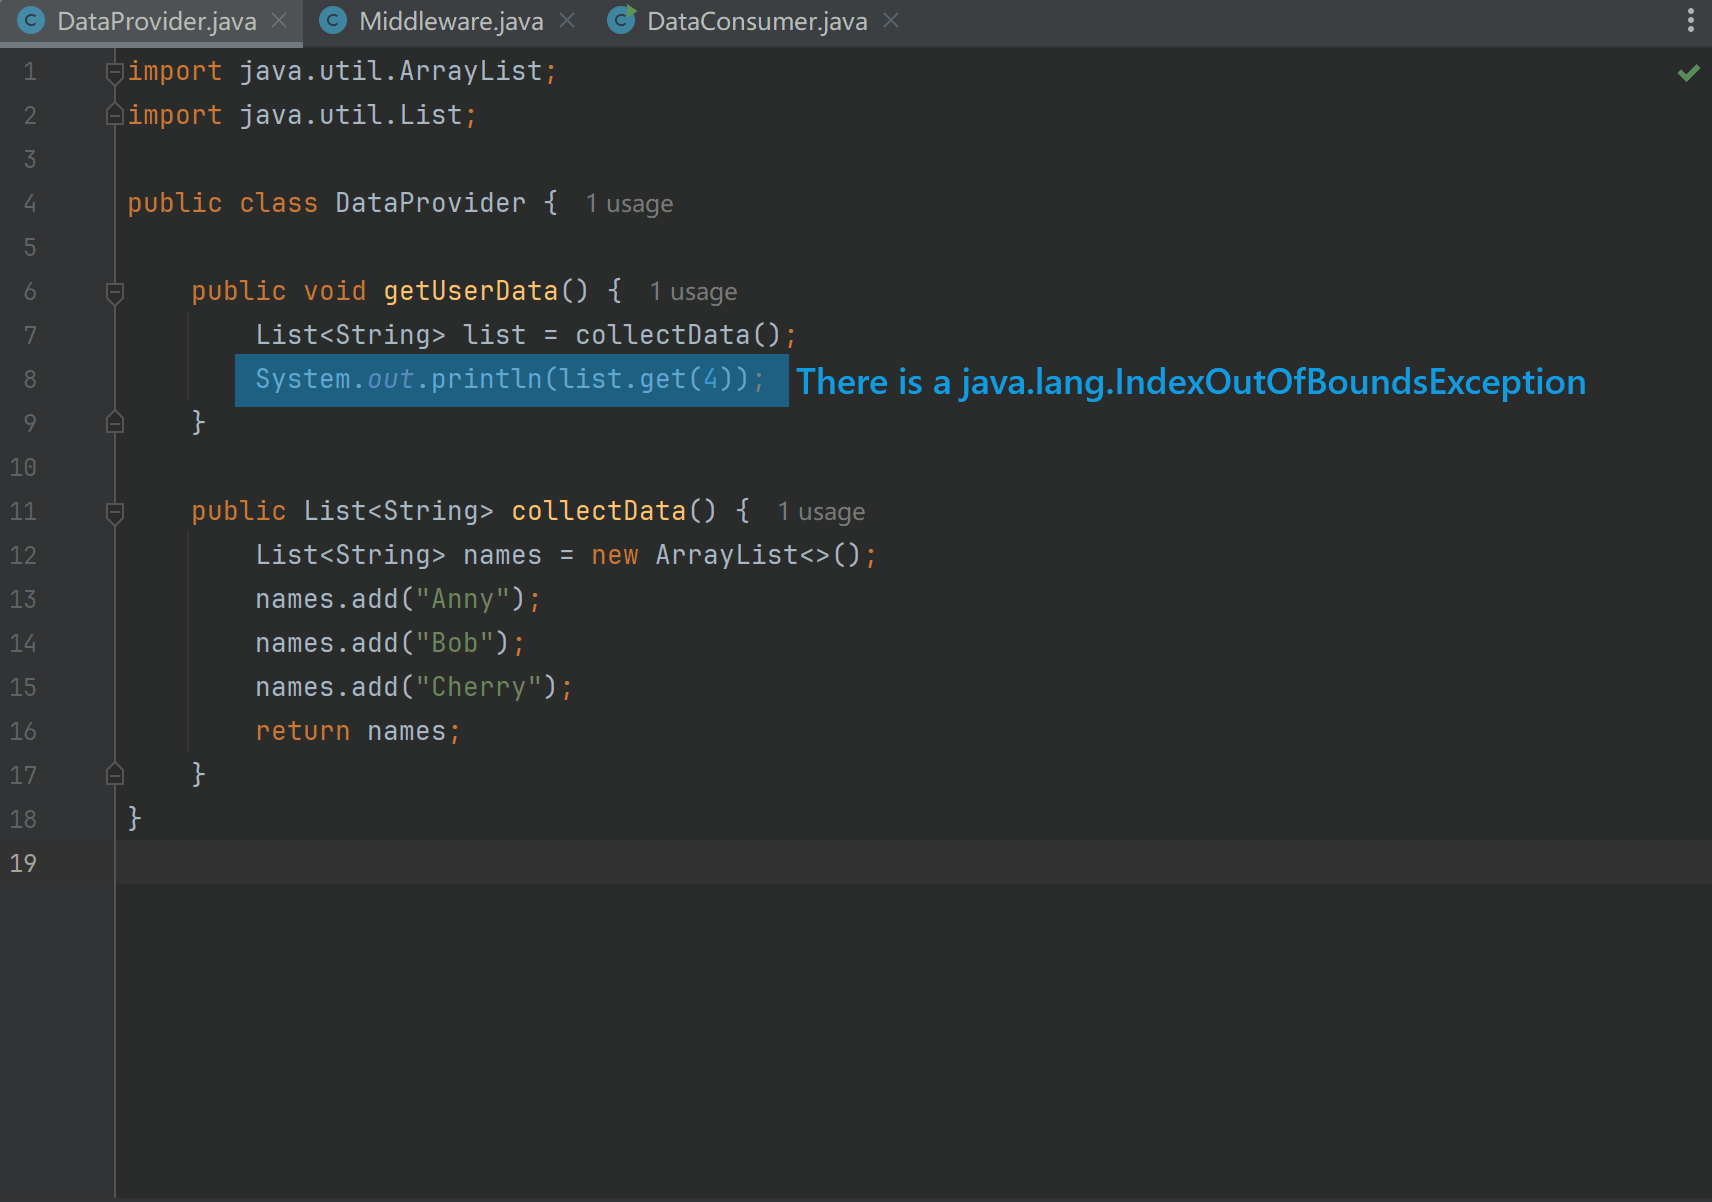 DataProvider.java Middleware.java DataConsumer.java
1 import java.util.ArrayList;
2 import java.util.List;
3
4 public class DataProvider { 1 usage
5
6     public void getUserData() { 1 usage
7         List<String> list = collectData();
8         System.out.println(list.get(4)); There is a java.lang.IndexOutOfBoundsException
9     }
10
11     public List<String> collectData() { 1 usage
12         List<String> names = new ArrayList<>();
13         names.add("Anny");
14         names.add("Bob");
15         names.add("Cherry");
16         return names;
17     }
18 }
19